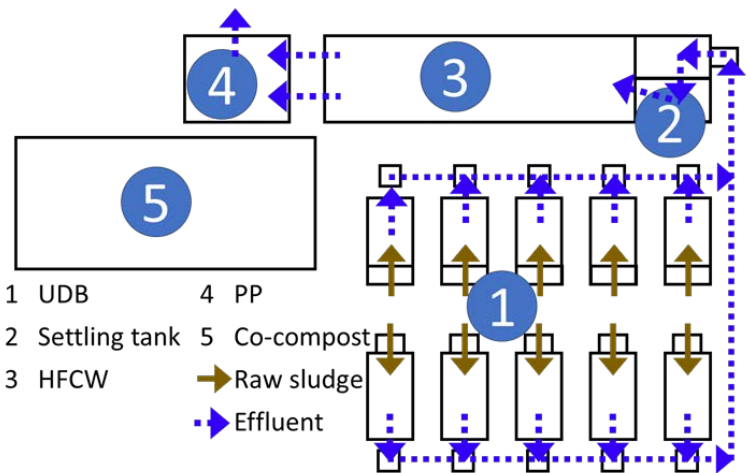 4
3
2
5
1
1 UDB 4 PP
2 Settling tank 5 Co-compost
3 HFCW
Raw sludge
Effluent